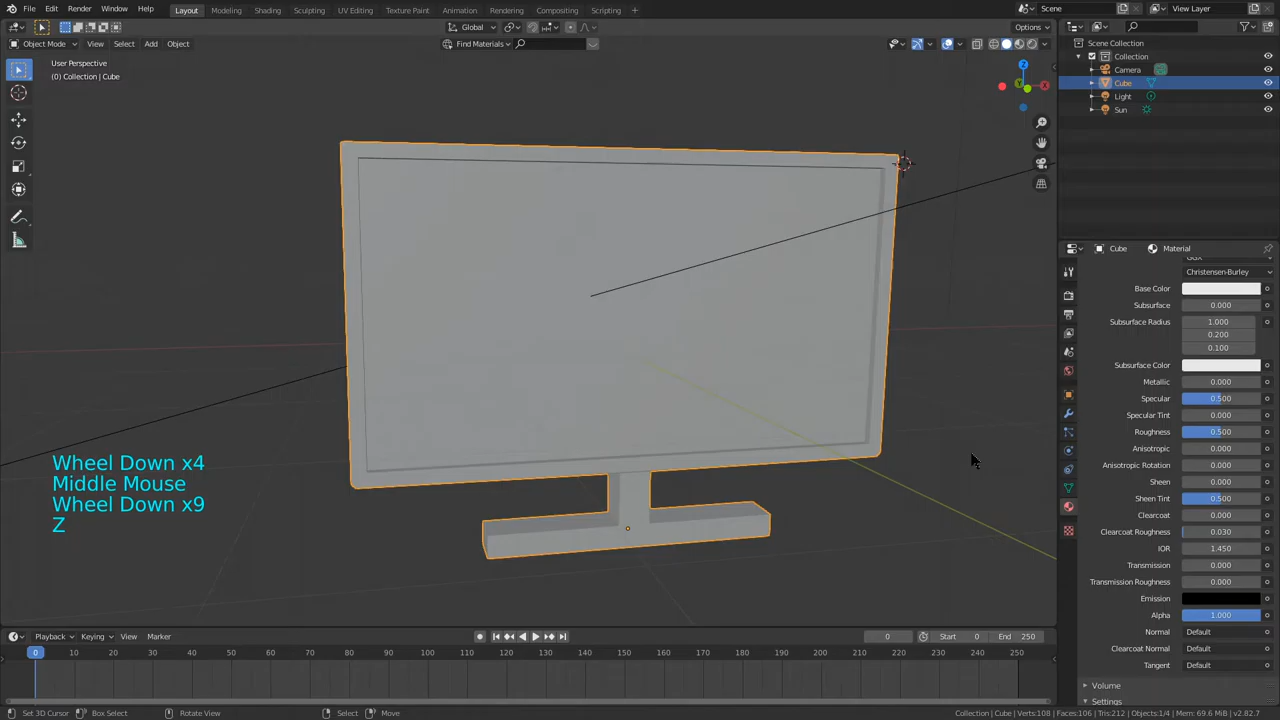 File Edit Render Window Help
Layout Modeling Shading Sculpting UV Editing Texture Paint Animation Rendering Compositing Scripting +
Scene
View Layer
Global
Options
Object Mode View Select Add Object
Find Materials
User Perspective
(0) Collection | Cube
Z
X
Y
Scene Collection
Collection
Camera
Cube
Light
Sun
Cube
Material
GGX
Christensen-Burley
Base Color
Subsurface 0.000
Subsurface Radius 1.000
0.200
0.100
Subsurface Color
Metallic 0.000
Specular 0.500
Specular Tint 0.000
Roughness 0.500
Anisotropic 0.000
Anisotropic Rotation 0.000
Sheen 0.000
Sheen Tint 0.500
Clearcoat 0.000
Clearcoat Roughness 0.030
IOR 1.450
Transmission 0.000
Transmission Roughness 0.000
Emission
Alpha 1.000
Normal Default
Clearcoat Normal Default
Tangent Default
Volume
Settings
Wheel Down x4
Middle Mouse
Wheel Down x9
Z
Playback Keying View Marker
0 Start 0 End 250
0 10 20 30 40 50 60 70 80 90 100 110 120 130 140 150 160 170 180 190 200 210 220 230 240 250
Set 3D Cursor Box Select Rotate View Select Move
Collection | Cube | Verts:108 | Faces:106 | Tris:212 | Objects:1/4 | Mem: 69.6 MiB | v2.82.7